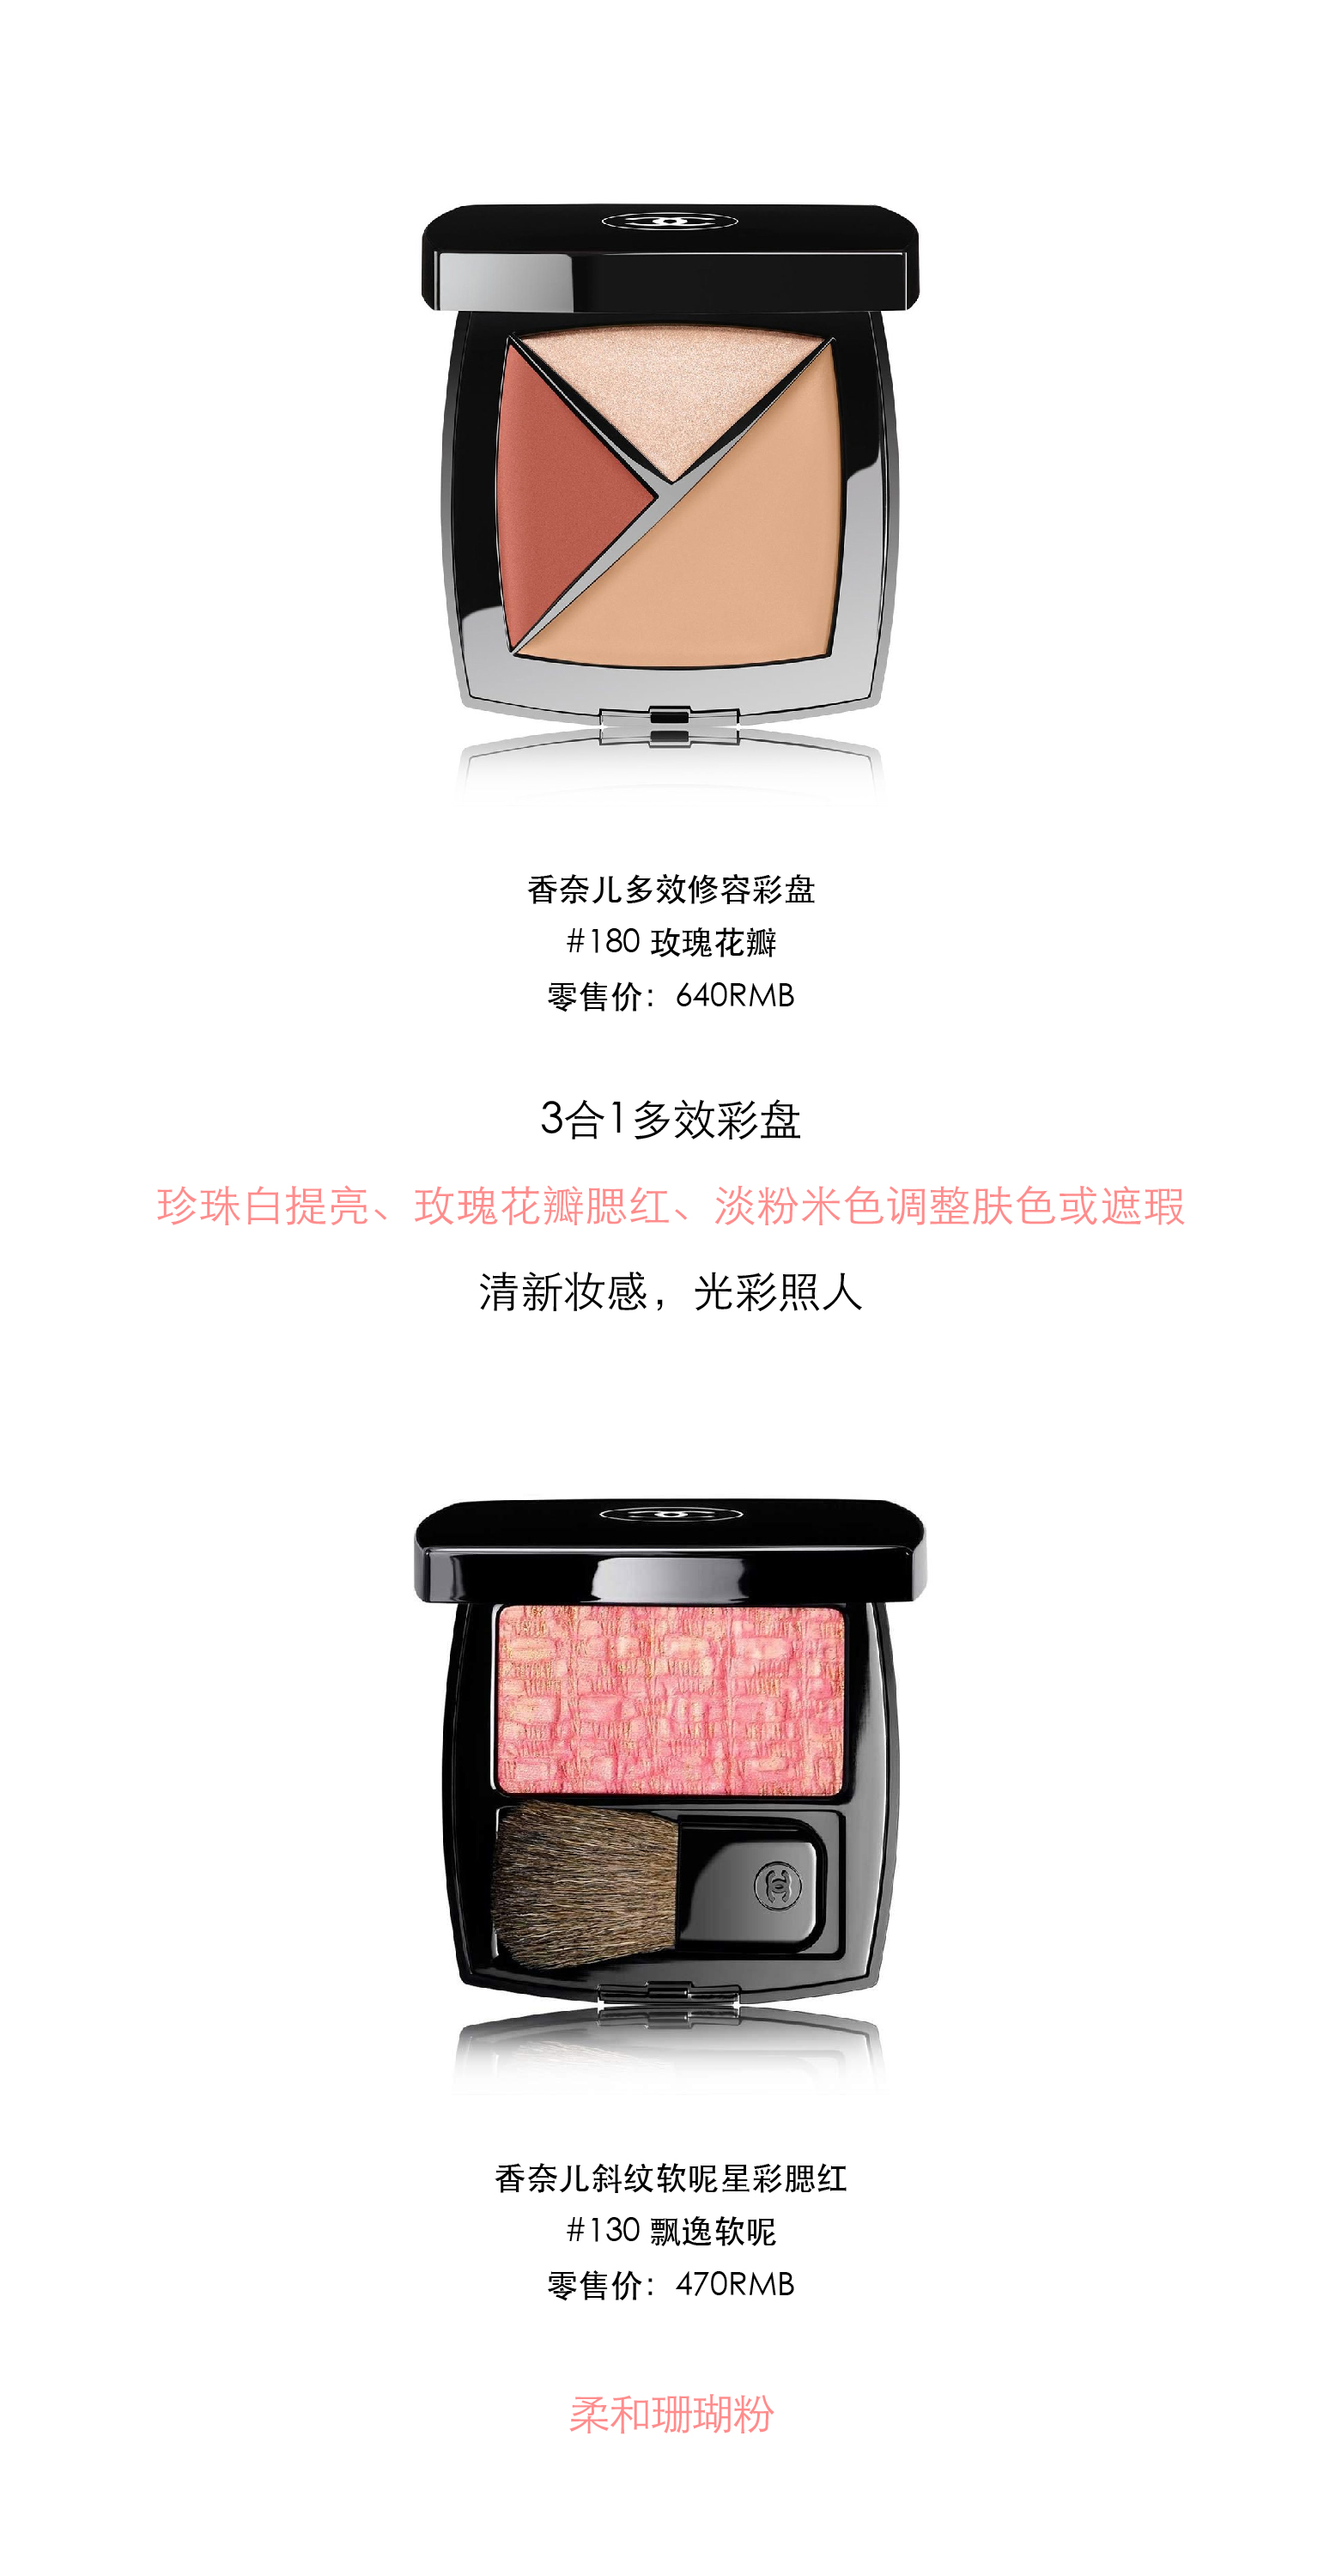 香奈儿多效修容彩盘
#180 玫瑰花瓣
零售价：640RMB
3合1多效彩盘
珍珠白提亮、玫瑰花瓣腮红、淡粉米色调整肤色或遮瑕
清新妆感，光彩照人
香奈儿斜纹软呢星彩腮红
#130 飘逸软呢
零售价：470RMB
柔和珊瑚粉